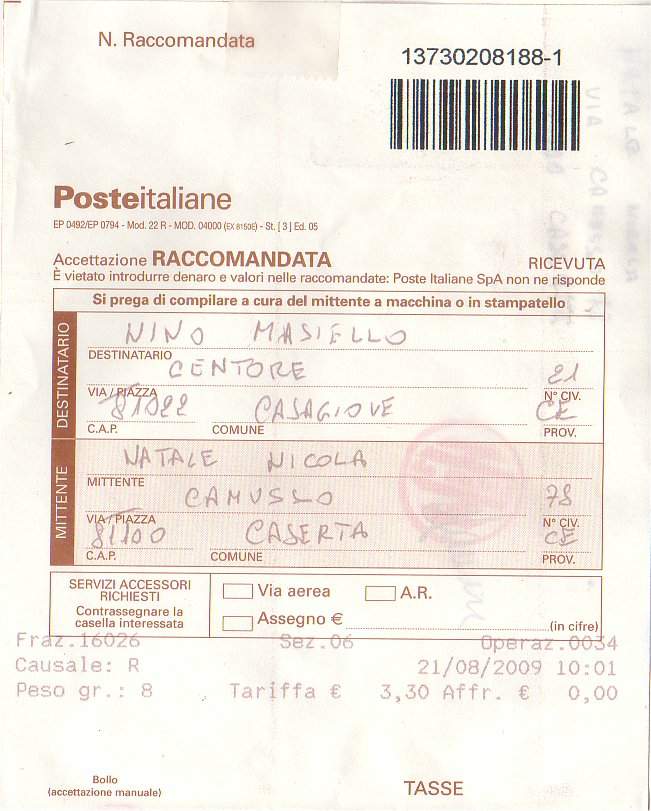 N. Raccomandata
13730208188-1
Posteitaliane
EP 0492/EP 0794 - Mod. 22 R - MOD. 04000 (EX 8150E) - St. [ 3 ] Ed. 05
Accettazione RACCOMANDATA RICEVUTA
È vietato introdurre denaro e valori nelle raccomandate: Poste Italiane SpA non ne risponde
Si prega di compilare a cura del mittente a macchina o in stampatello
DESTINATARIO
NINO MASIELLO
DESTINATARIO
CENTORE 21
VIA / PIAZZA N° CIV.
81022 CASAGIOVE CE
C.A.P. COMUNE PROV.
MITTENTE
NATALE NICOLA
MITTENTE
CAMUSSO 78
VIA / PIAZZA N° CIV.
81100 CASERTA CE
C.A.P. COMUNE PROV.
SERVIZI ACCESSORI
RICHIESTI
Contrassegnare la
casella interessata
Via aerea A.R.
Assegno € (in cifre)
Fraz.16026 Sez.06 Operaz.0034
Causale: R 21/08/2009 10:01
Peso gr.: 8 Tariffa € 3,30 Affr. € 0,00
Bollo
(accettazione manuale)
TASSE